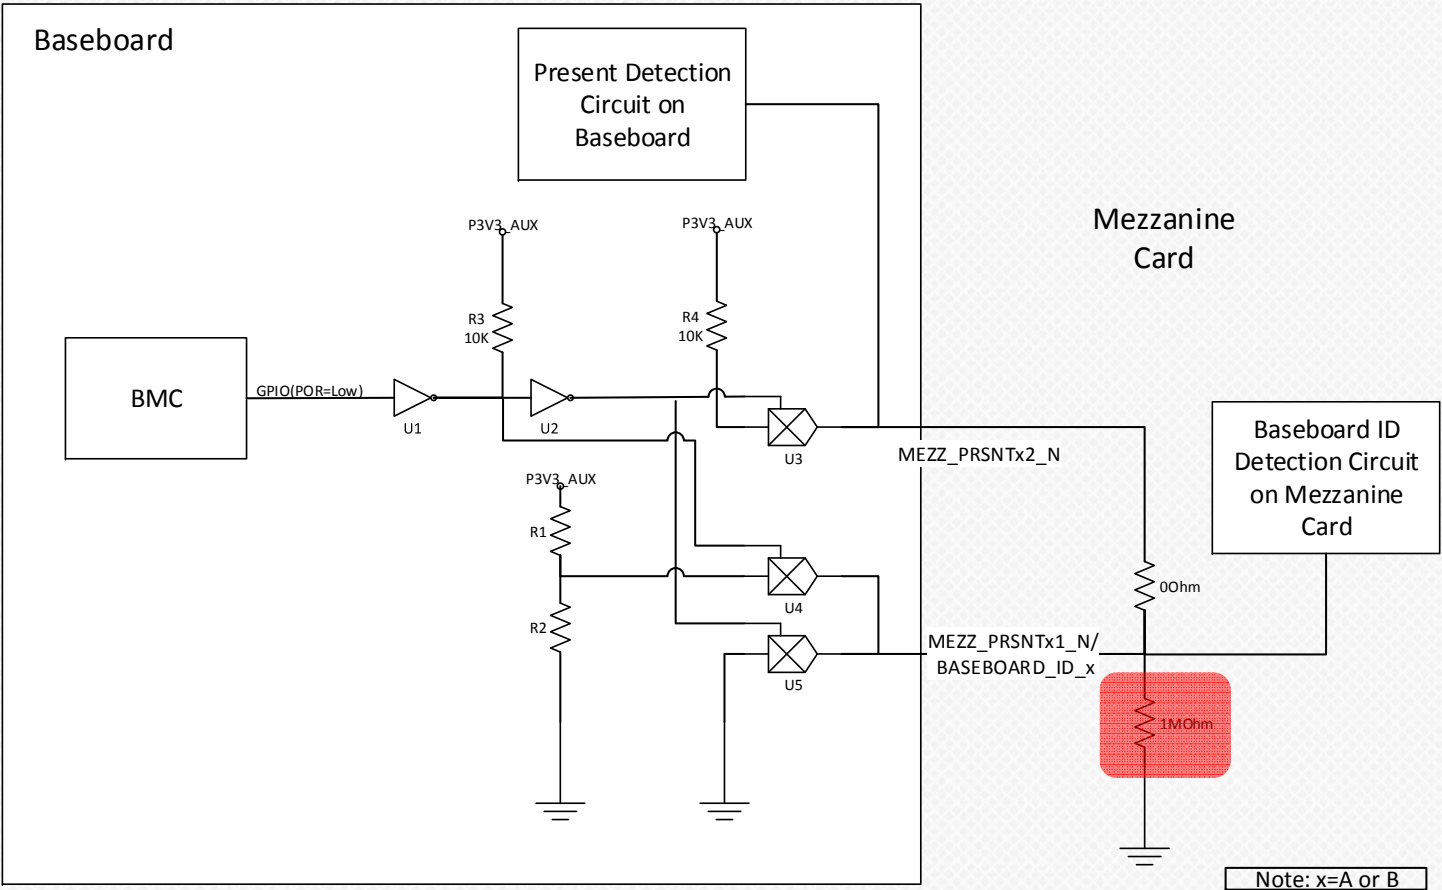 Baseboard
Present Detection
Circuit on
Baseboard
Mezzanine
Card
P3V3_AUX
P3V3_AUX
R3
10K
R4
10K
BMC
GPIO(POR=Low)
U1
U2
U3
MEZZ_PRSNTx2_N
Baseboard ID
Detection Circuit
on Mezzanine
Card
P3V3_AUX
R1
R2
U4
U5
0Ohm
MEZZ_PRSNTx1_N/
BASEBOARD_ID_x
1MOhm
Note: x=A or B